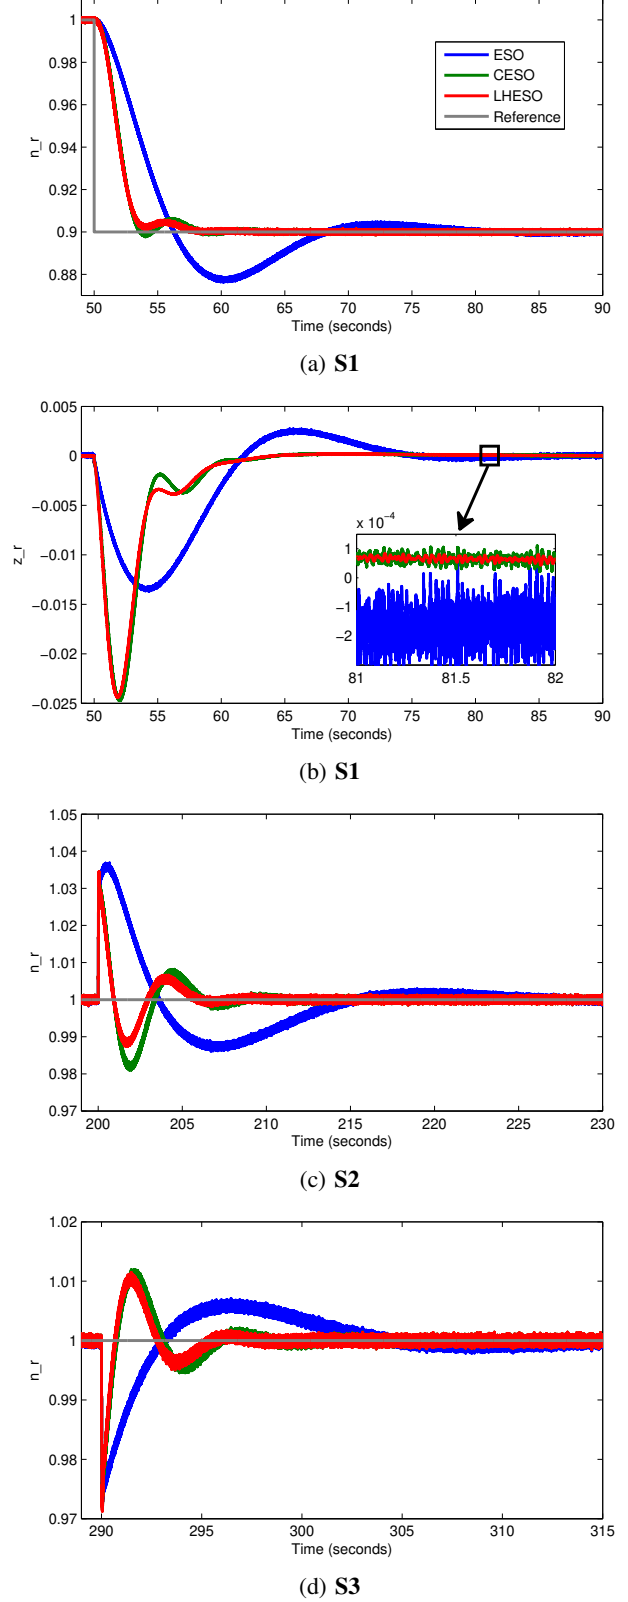 1
0.98
0.96
0.94
0.92
0.9
0.88
n_r
ESO
CESO
LHESO
Reference
50 55 60 65 70 75 80 85 90
Time (seconds)
(a) S1
0.005
0
−0.005
−0.01
−0.015
−0.02
−0.025
z_r
x 10⁻⁴
1
0
−1
−2
81 81.5 82
50 55 60 65 70 75 80 85 90
Time (seconds)
(b) S1
1.05
1.04
1.03
1.02
1.01
1
0.99
0.98
0.97
n_r
200 205 210 215 220 225 230
Time (seconds)
(c) S2
1.02
1.01
1
0.99
0.98
0.97
n_r
290 295 300 305 310 315
Time (seconds)
(d) S3